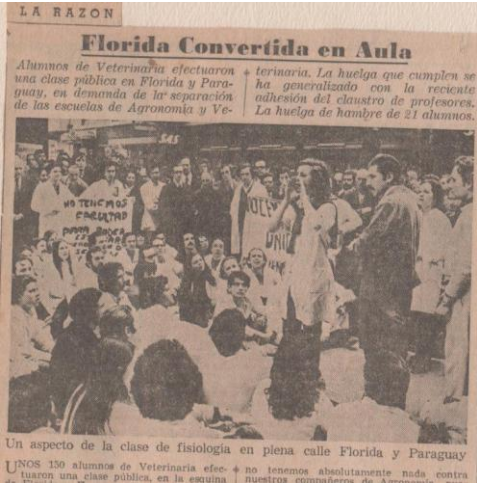 LA RAZON
Florida Convertida en Aula
Alumnos de Veterinaria efectuaron
una clase pública en Florida y Para-
guay, en demanda de la separación
de las escuelas de Agronomía y Ve-
terinaria. La huelga que cumplen se
ha generalizado con la reciente
adhesión del claustro de profesores.
La huelga de hambre de 21 alumnos.
SAS
NO TENEMOS
FACULTAD
Un aspecto de la clase de fisiología en plena calle Florida y Paraguay
UNOS 150 alumnos de Veterinaria efec-
tuaron una clase pública, en la esquina
no tenemos absolutamente nada contra
nuestros compañeros de Agronomía